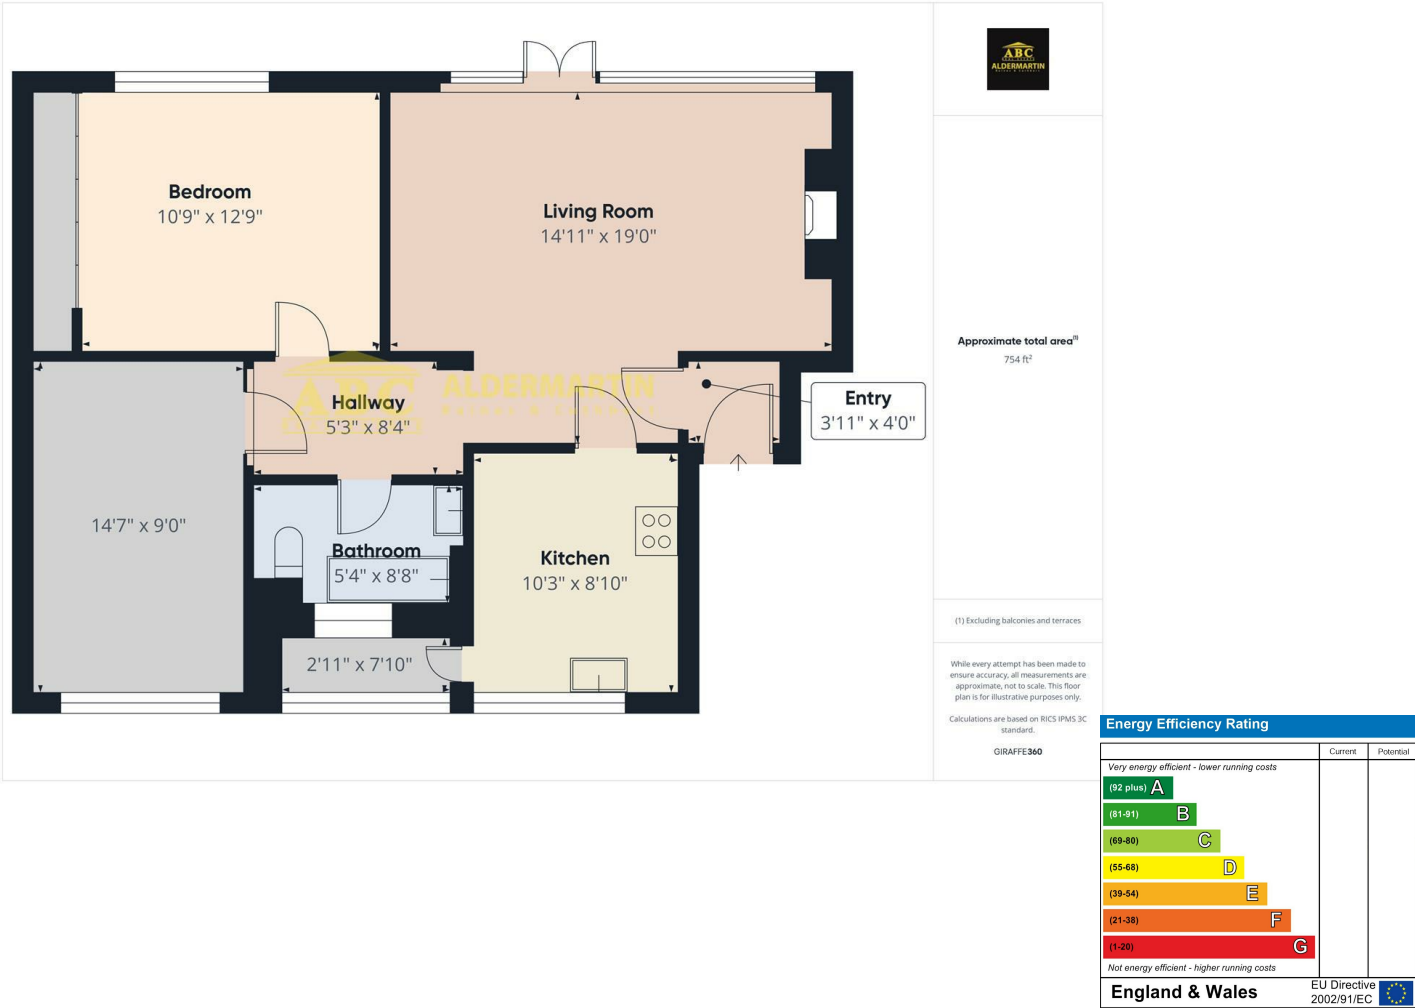 Bedroom
10'9" x 12'9"
Living Room
14'11" x 19'0"
ABC
ALDERMARTIN
Hallway
5'3" x 8'4"
Entry
3'11" x 4'0"
14'7" x 9'0"
Bathroom
5'4" x 8'8"
Kitchen
10'3" x 8'10"
2'11" x 7'10"
ABC
ALDERMARTIN
Approximate total area(1)
754 ft²
(1) Excluding balconies and terraces
While every attempt has been made to
ensure accuracy, all measurements are
approximate, not to scale. This floor
plan is for illustrative purposes only.
Calculations are based on RICS IPMS 3C
standard.
GIRAFFE360
Energy Efficiency Rating
Current Potential
Very energy efficient - lower running costs
(92 plus) A
(81-91) B
(69-80) C
(55-68) D
(39-54) E
(21-38) F
(1-20) G
Not energy efficient - higher running costs
England & Wales
EU Directive
2002/91/EC